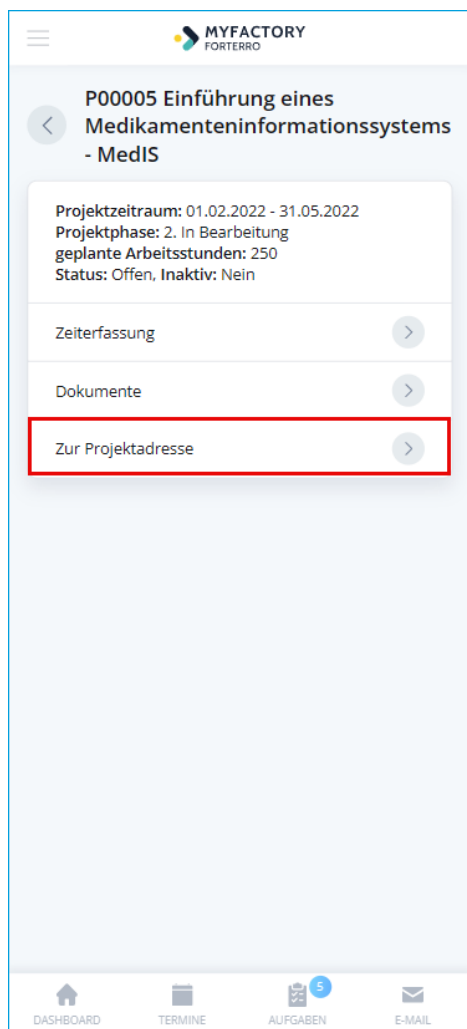 MYFACTORY
FORTERRO
P00005 Einführung eines
Medikamenteninformationssystems
- MedIS
Projektzeitraum: 01.02.2022 - 31.05.2022
Projektphase: 2. In Bearbeitung
geplante Arbeitsstunden: 250
Status: Offen, Inaktiv: Nein
Zeiterfassung
Dokumente
Zur Projektadresse
5
DASHBOARD TERMINE AUFGABEN E-MAIL